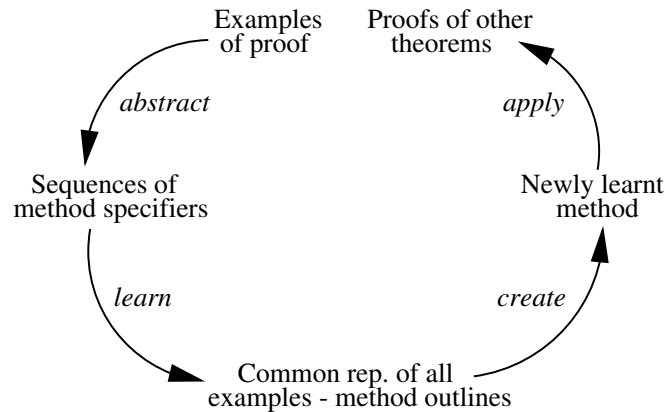 Examples
of proof
Proofs of other
theorems
abstract
apply
Sequences of
method specifiers
Newly learnt
method
learn
create
Common rep. of all
examples - method outlines